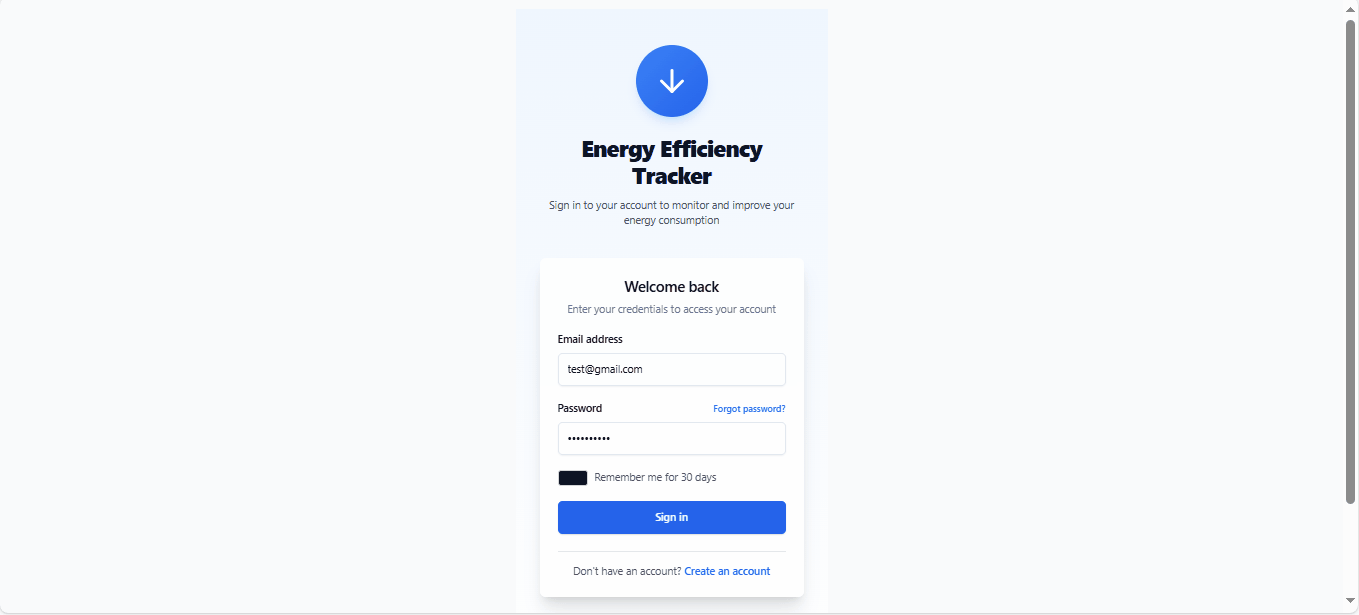 Energy Efficiency
Tracker
Sign in to your account to monitor and improve your
energy consumption
Welcome back
Enter your credentials to access your account
Email address
test@gmail.com
Password
Forgot password?
••••••••••
Remember me for 30 days
Sign in
Don't have an account? Create an account